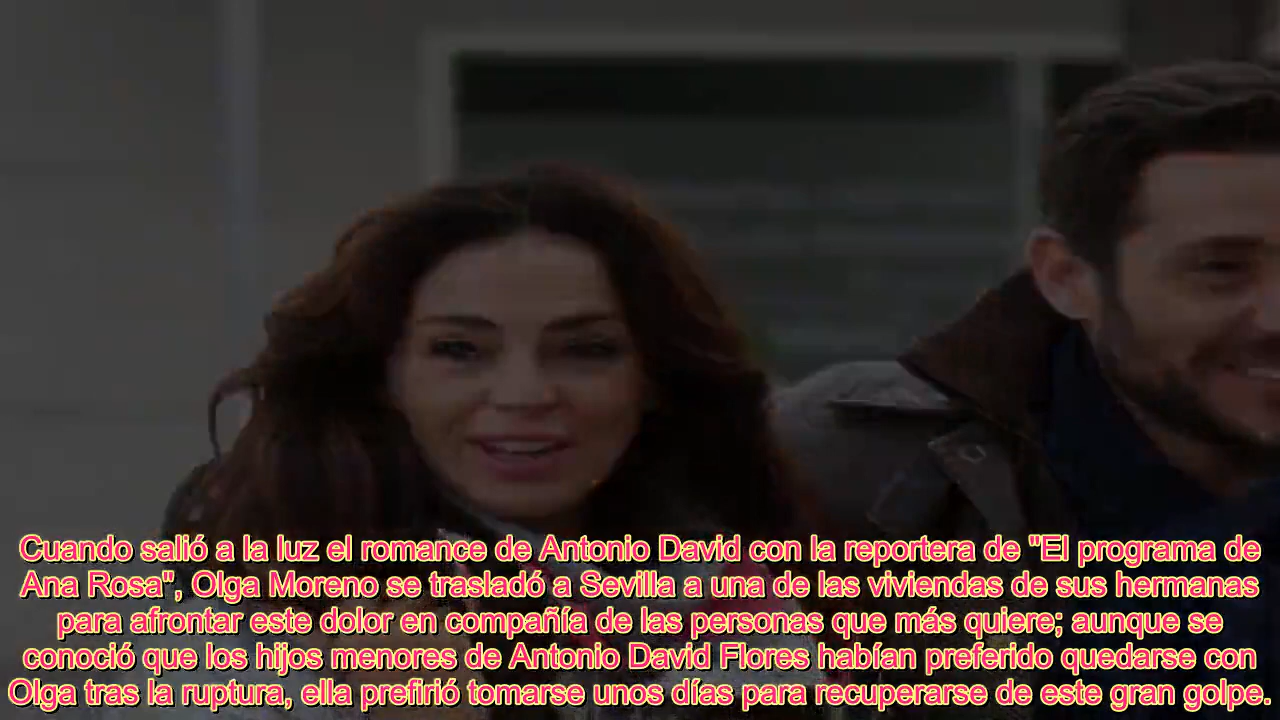 Cuando salió a la luz el romance de Antonio David con la reportera de "El programa de
Ana Rosa", Olga Moreno se trasladó a Sevilla a una de las viviendas de sus hermanas
para afrontar este dolor en compañía de las personas que más quiere; aunque se
conoció que los hijos menores de Antonio David Flores habían preferido quedarse con
Olga tras la ruptura, ella prefirió tomarse unos días para recuperarse de este gran golpe.